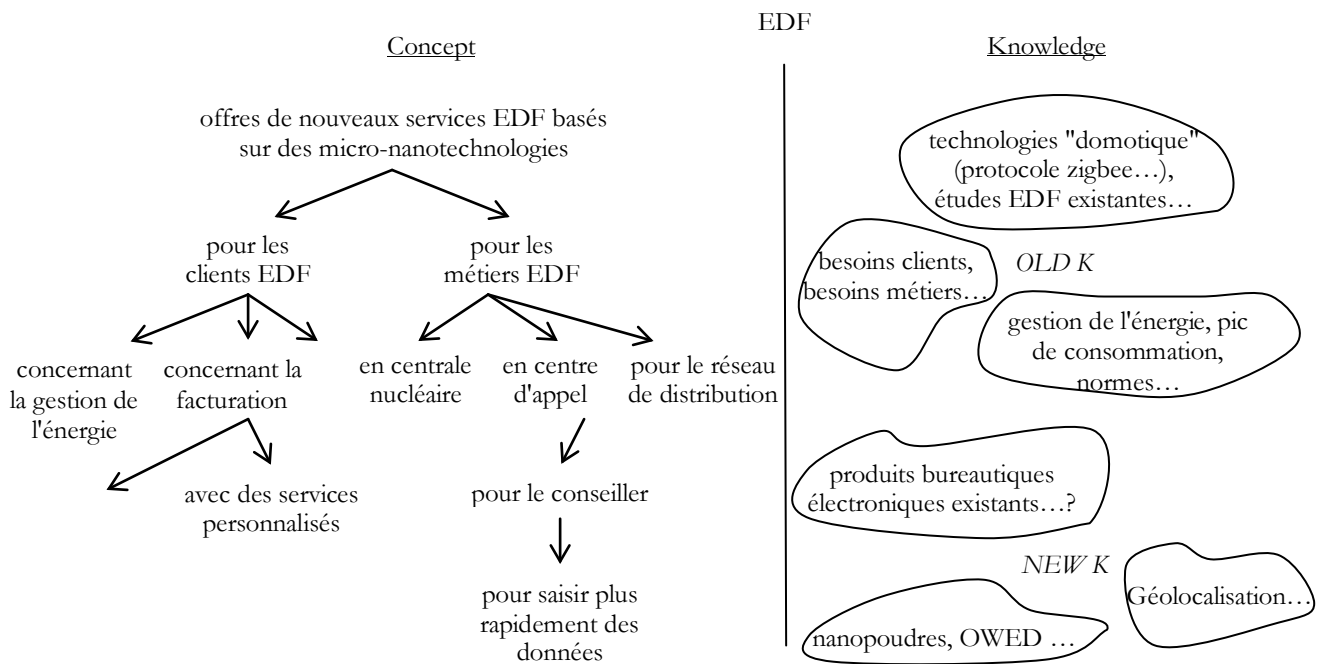 EDF
Concept
Knowledge
offres de nouveaux services EDF basés
sur des micro-nanotechnologies
pour les
clients EDF
pour les
métiers EDF
concernant
la gestion de
l'énergie
concernant la
facturation
en centrale
nucléaire
en centre
d'appel
pour le réseau
de distribution
avec des services
personnalisés
pour le conseiller
pour saisir plus
rapidement des
données
technologies "domotique"
(protocole zigbee…),
études EDF existantes…
besoins clients,
besoins métiers…
OLD K
gestion de l'énergie, pic
de consommation,
normes…
produits bureautiques
électroniques existants…?
NEW K
Géolocalisation…
nanopoudres, OWED …